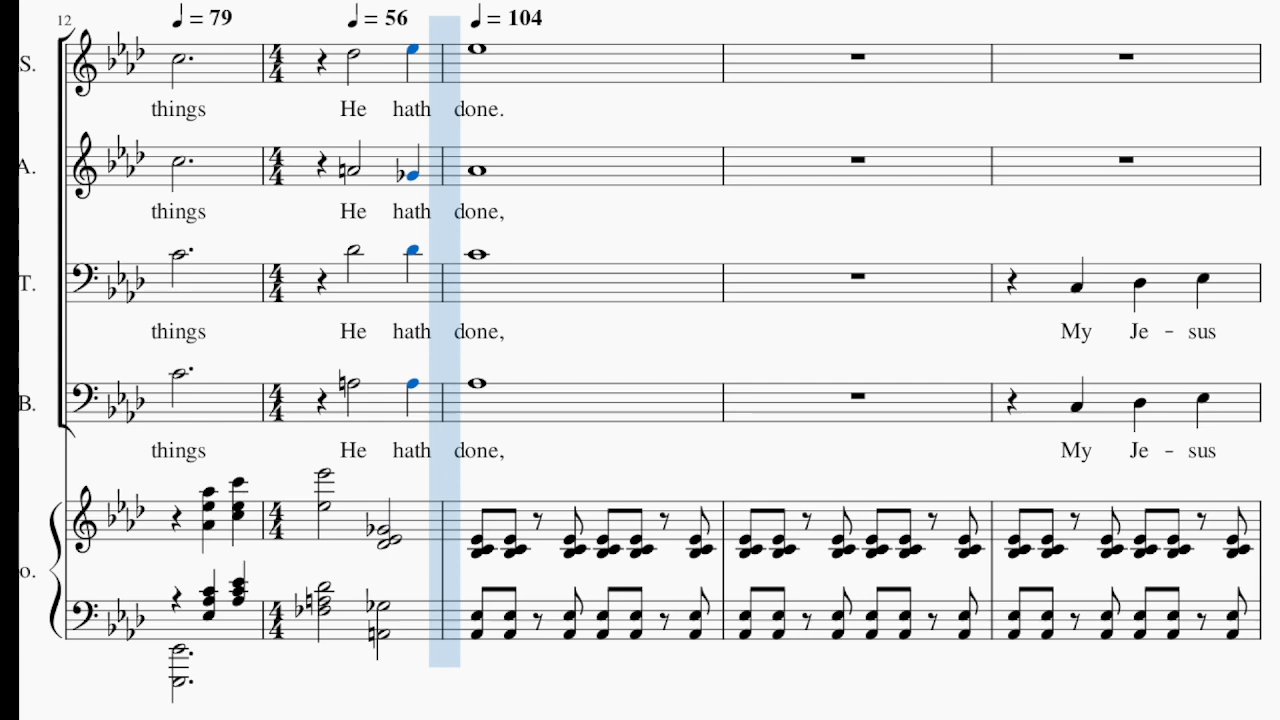 12 ♩ = 79 ♩ = 56 ♩ = 104
S.
things He hath done.
A.
things He hath done,
T.
things He hath done, My Je - sus
B.
things He hath done, My Je - sus
o.